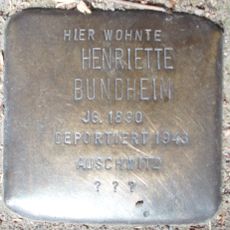 HIER WOHNTE
HENRIETTE
BUNDHEIM
JG. 1890
DEPORTIERT 1943
AUSCHWITZ
? ? ?